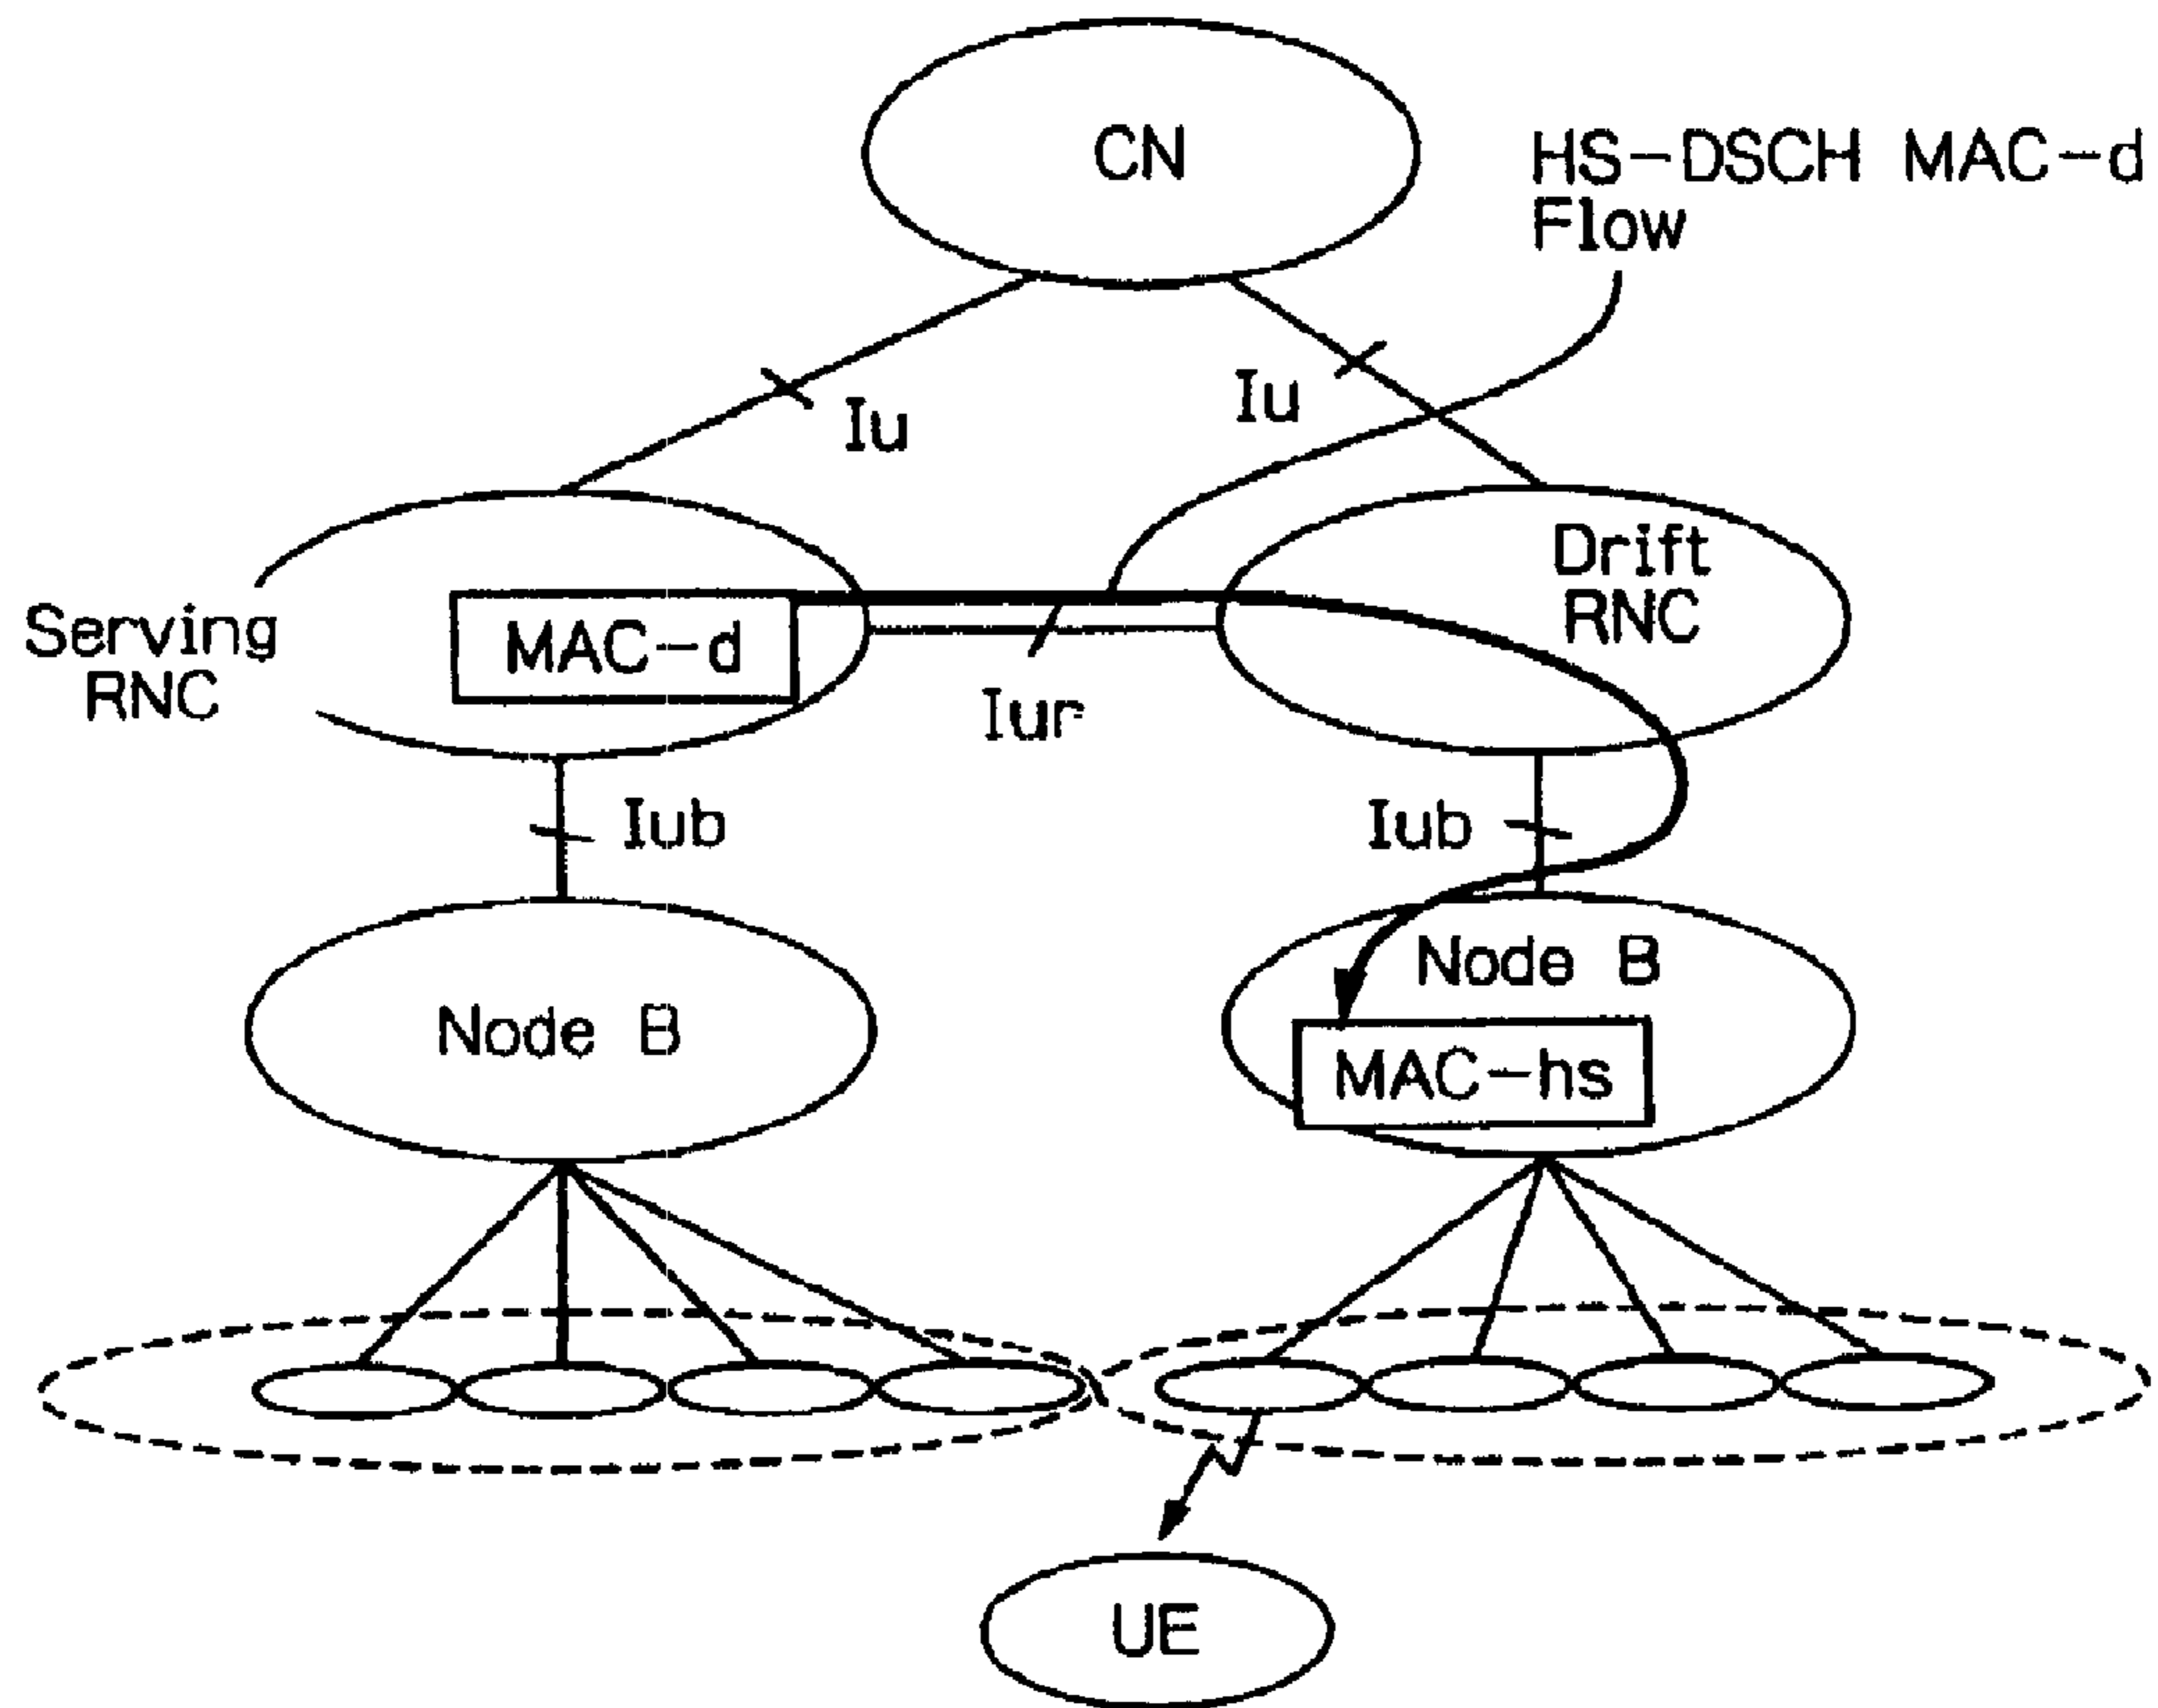 CN
HS-DSCH MAC-d
Flow
Iu
Iu
Drift
RNC
Serving
RNC
MAC-d
Iur
Iub
Iub
Node B
Node B
MAC-hs
UE